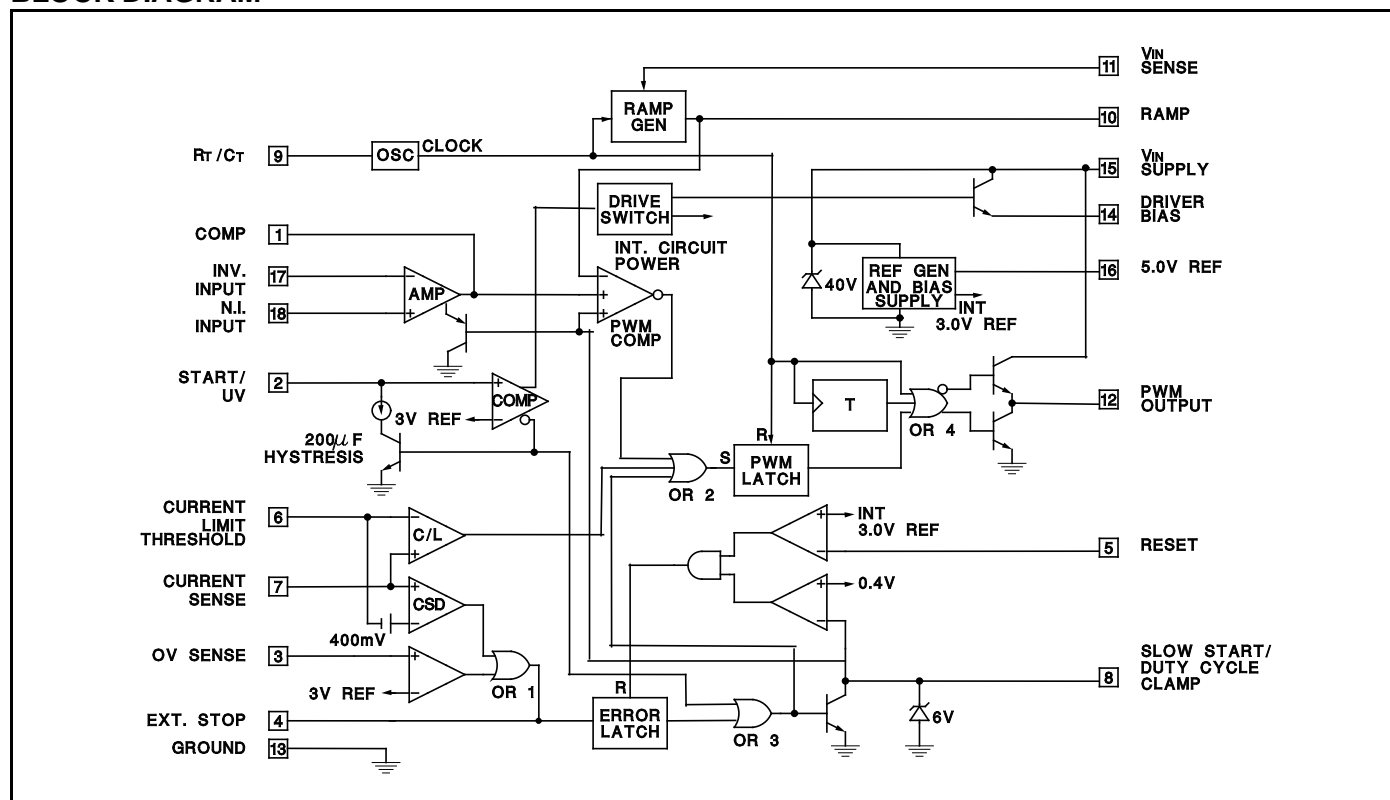 BLOCK DIAGRAM
11
VIN
SENSE
RAMP
GEN
10
RAMP
RT/CT
9
OSC
CLOCK
VIN
15
SUPPLY
DRIVE
SWITCH
DRIVER
14
BIAS
COMP
1
INT. CIRCUIT
POWER
INV.
17
INPUT
AMP
N.I.
18
INPUT
PWM
COMP
40V
REF GEN
AND BIAS
SUPPLY
16
5.0V REF
INT
3.0V REF
START/
2
UV
COMP
3V REF
200μF
HYSTRESIS
T
OR 4
12
PWM
OUTPUT
R
S
PWM
LATCH
OR 2
CURRENT
LIMIT
THRESHOLD
6
C/L
INT
3.0V REF
5
RESET
CURRENT
SENSE
7
CSD
400mV
0.4V
OV SENSE
3
3V REF
OR 1
SLOW START/
DUTY CYCLE
CLAMP
8
R
ERROR
LATCH
OR 3
6V
EXT. STOP
4
GROUND
13